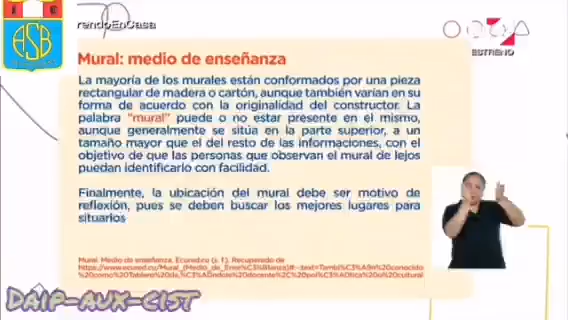 I E
ESB
rendoEnCasa
ESTRENO
Mural: medio de enseñanza
La mayoría de los murales están conformados por una pieza
rectangular de madera o cartón, aunque también varían en su
forma de acuerdo con la originalidad del constructor. La
palabra "mural" puede o no estar presente en el mismo,
aunque generalmente se sitúa en la parte superior, a un
tamaño mayor que el del resto de las informaciones, con el
objetivo de que las personas que observan el mural de lejos
puedan identificarlo con facilidad.
Finalmente, la ubicación del mural debe ser motivo de
reflexión, pues se deben buscar los mejores lugares para
situarlos
Mural. Medio de enseñanza. Ecured.cu (s. f.). Recuperado de
DAIP-AUX-CIST